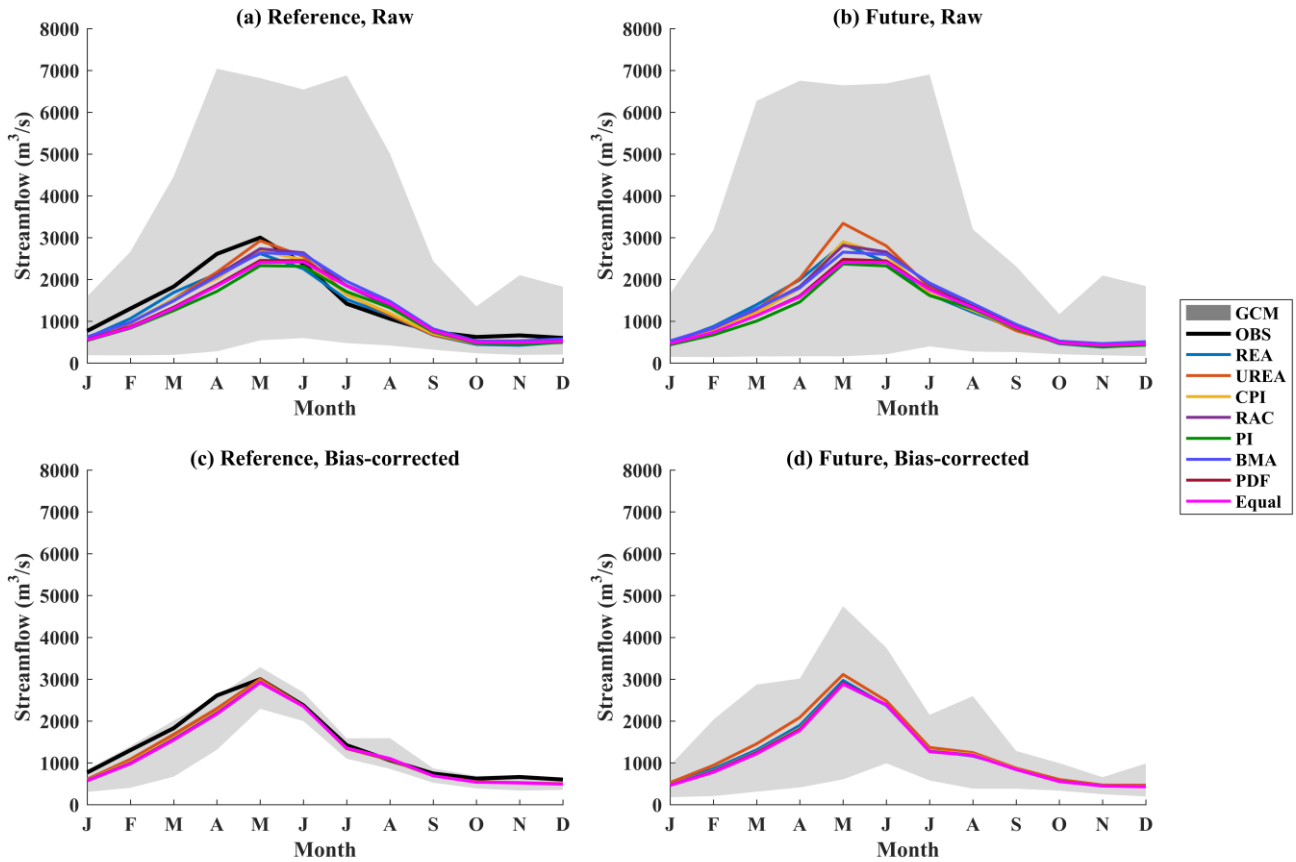 (a) Reference, Raw
8000
7000
6000
5000
4000
3000
2000
1000
0
Streamflow (m³/s)
J F M A M J J A S O N D
Month
(b) Future, Raw
8000
7000
6000
5000
4000
3000
2000
1000
0
Streamflow (m³/s)
J F M A M J J A S O N D
Month
GCM
OBS
REA
UREA
CPI
RAC
PI
BMA
PDF
Equal
(c) Reference, Bias-corrected
8000
7000
6000
5000
4000
3000
2000
1000
0
Streamflow (m³/s)
J F M A M J J A S O N D
Month
(d) Future, Bias-corrected
8000
7000
6000
5000
4000
3000
2000
1000
0
Streamflow (m³/s)
J F M A M J J A S O N D
Month